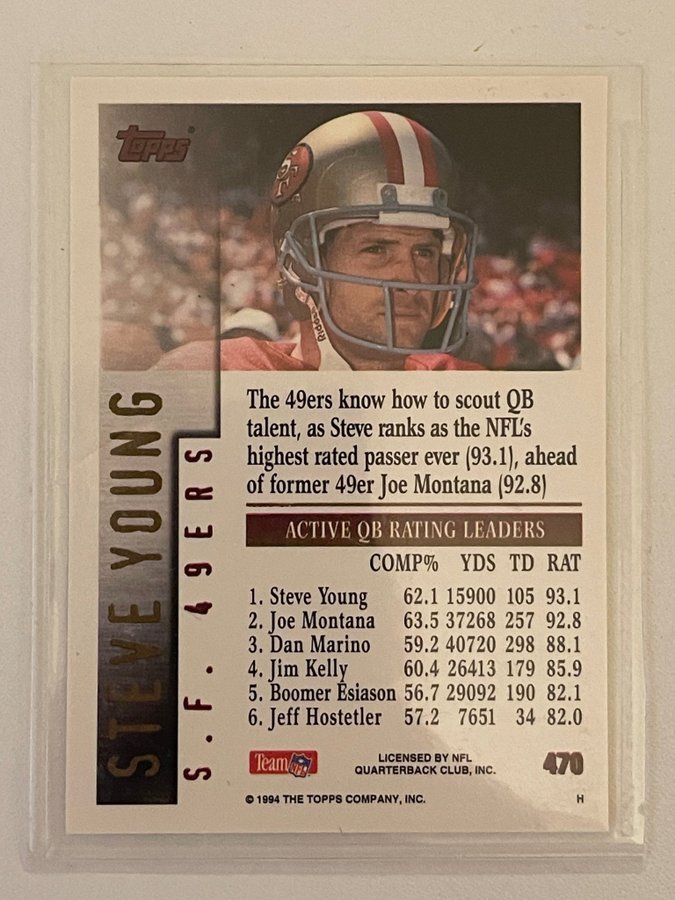 Topps
SF
Riddell
STEVE YOUNG
S.F. 49ERS
The 49ers know how to scout QB
talent, as Steve ranks as the NFL's
highest rated passer ever (93.1), ahead
of former 49er Joe Montana (92.8)
ACTIVE QB RATING LEADERS
COMP% YDS TD RAT
1. Steve Young 62.1 15900 105 93.1
2. Joe Montana 63.5 37268 257 92.8
3. Dan Marino 59.2 40720 298 88.1
4. Jim Kelly 60.4 26413 179 85.9
5. Boomer Esiason 56.7 29092 190 82.1
6. Jeff Hostetler 57.2 7651 34 82.0
Team NFL
LICENSED BY NFL
QUARTERBACK CLUB, INC.
470
© 1994 THE TOPPS COMPANY, INC.
H